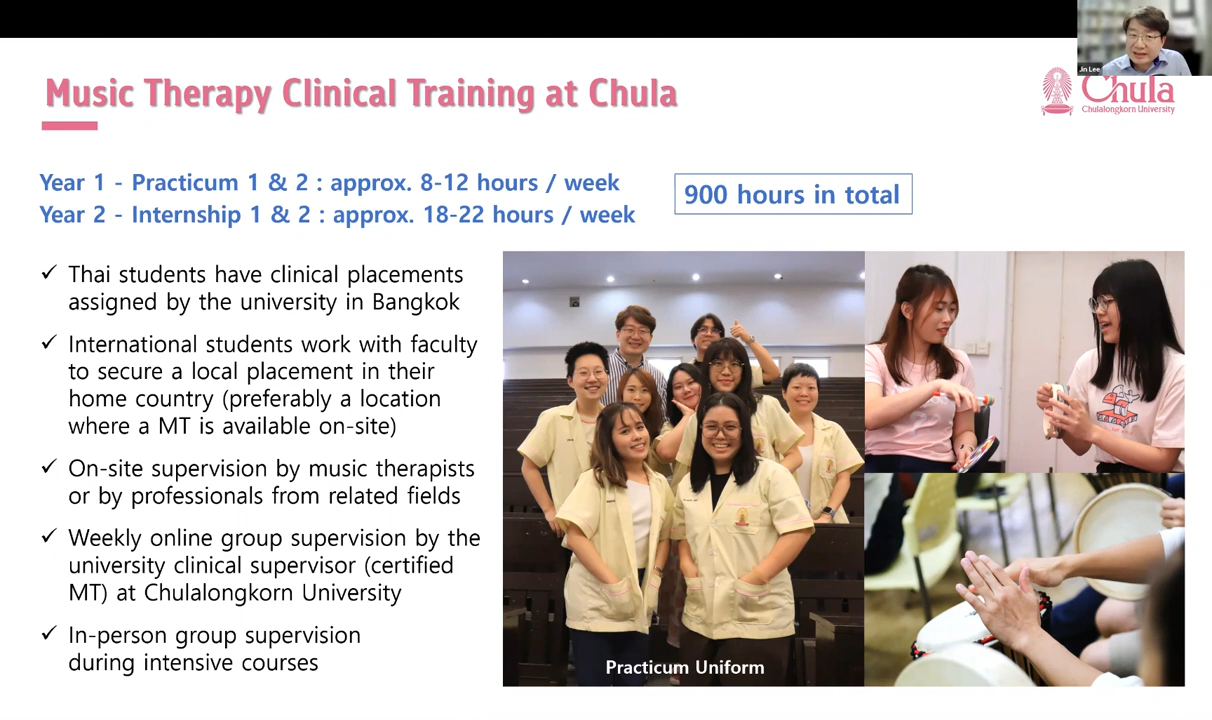 Jin Lee
Music Therapy Clinical Training at Chula
Chula
Chulalongkorn University
Year 1 - Practicum 1 & 2 : approx. 8-12 hours / week
Year 2 - Internship 1 & 2 : approx. 18-22 hours / week
900 hours in total
Thai students have clinical placements
assigned by the university in Bangkok
International students work with faculty
to secure a local placement in their
home country (preferably a location
where a MT is available on-site)
On-site supervision by music therapists
or by professionals from related fields
Weekly online group supervision by the
university clinical supervisor (certified
MT) at Chulalongkorn University
In-person group supervision
during intensive courses
Practicum Uniform